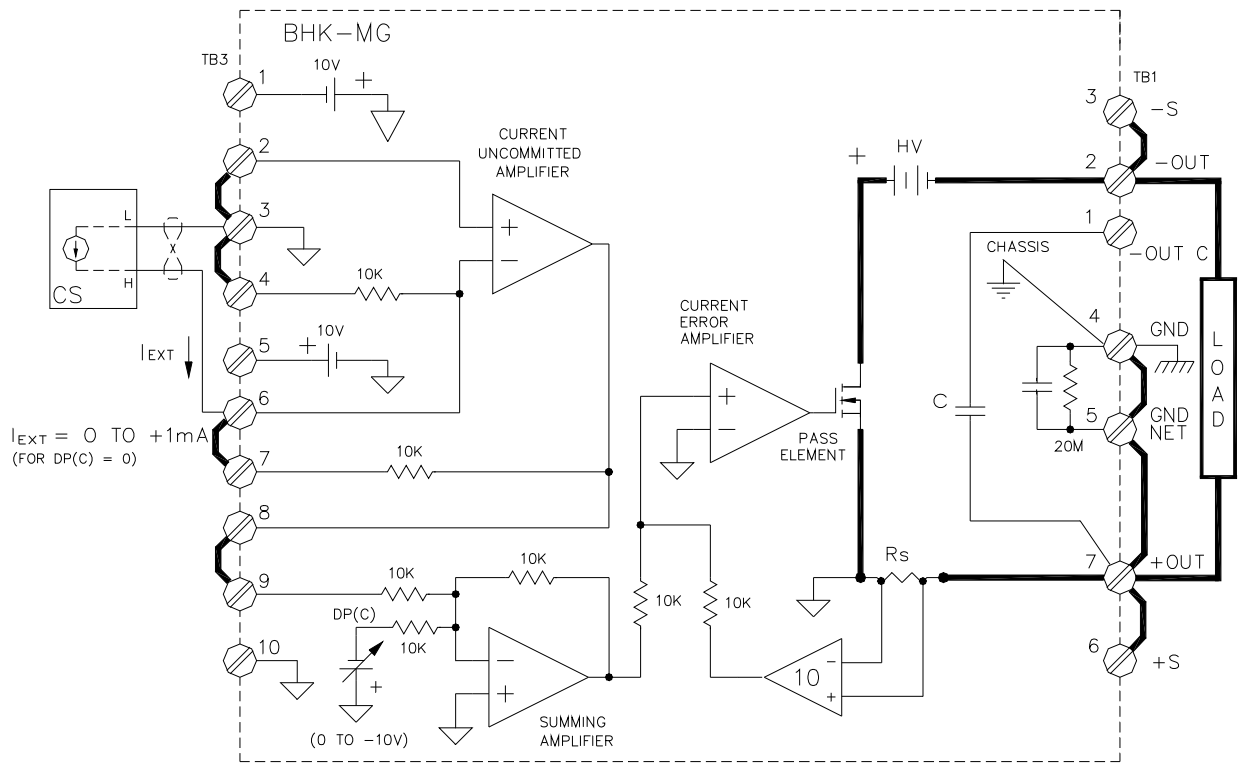 BHK-MG
TB3
1
10V
+
2
CURRENT
UNCOMMITTED
AMPLIFIER
+
−
L
3
CS
H
4
10K
I EXT
5
+
10V
6
I EXT = 0 TO +1mA
(FOR DP(C) = 0)
7
10K
8
9
10K
10K
DP(C)
10K
10
+
(0 TO -10V)
−
+
SUMMING
AMPLIFIER
CURRENT
ERROR
AMPLIFIER
+
−
PASS
ELEMENT
10K
10K
10
-
+
Rs
+
HV
TB1
3
-S
2
-OUT
1
-OUT C
CHASSIS
4
GND
C
5
GND
NET
20M
7
+OUT
6
+S
LOAD